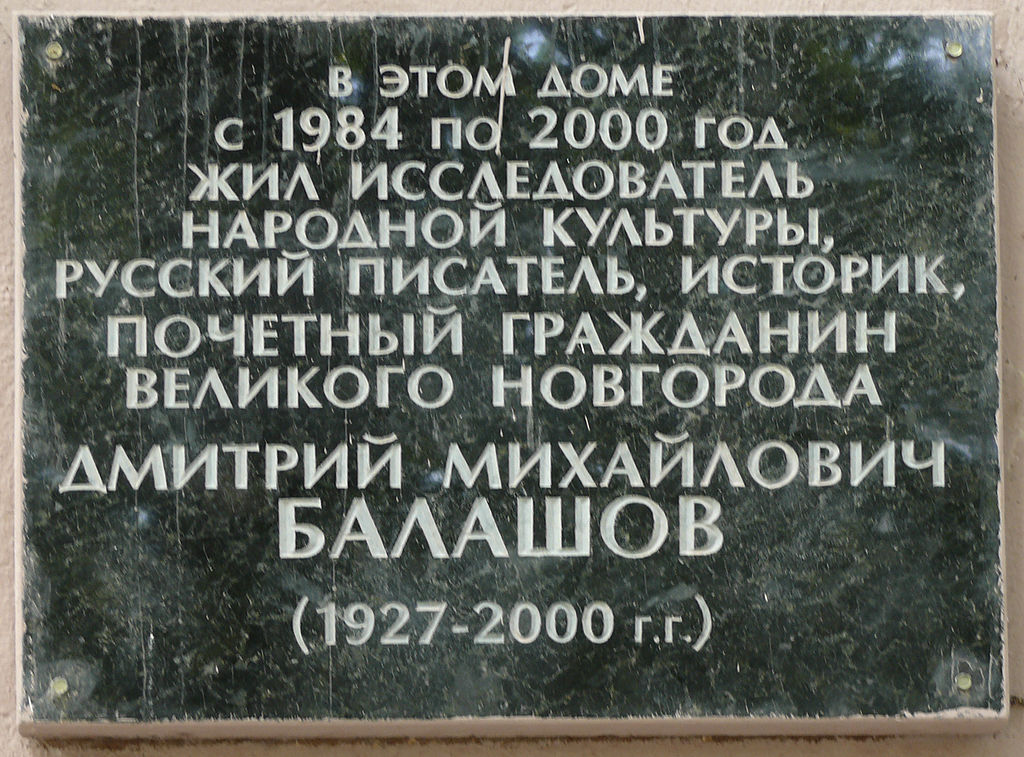 В ЭТОМ ДОМЕ
С 1984 ПО 2000 ГОД
ЖИЛ ИССЛЕДОВАТЕЛЬ
НАРОДНОЙ КУЛЬТУРЫ,
РУССКИЙ ПИСАТЕЛЬ, ИСТОРИК,
ПОЧЕТНЫЙ ГРАЖДАНИН
ВЕЛИКОГО НОВГОРОДА
ДМИТРИЙ МИХАЙЛОВИЧ
БАЛАШОВ
(1927-2000 г.г.)